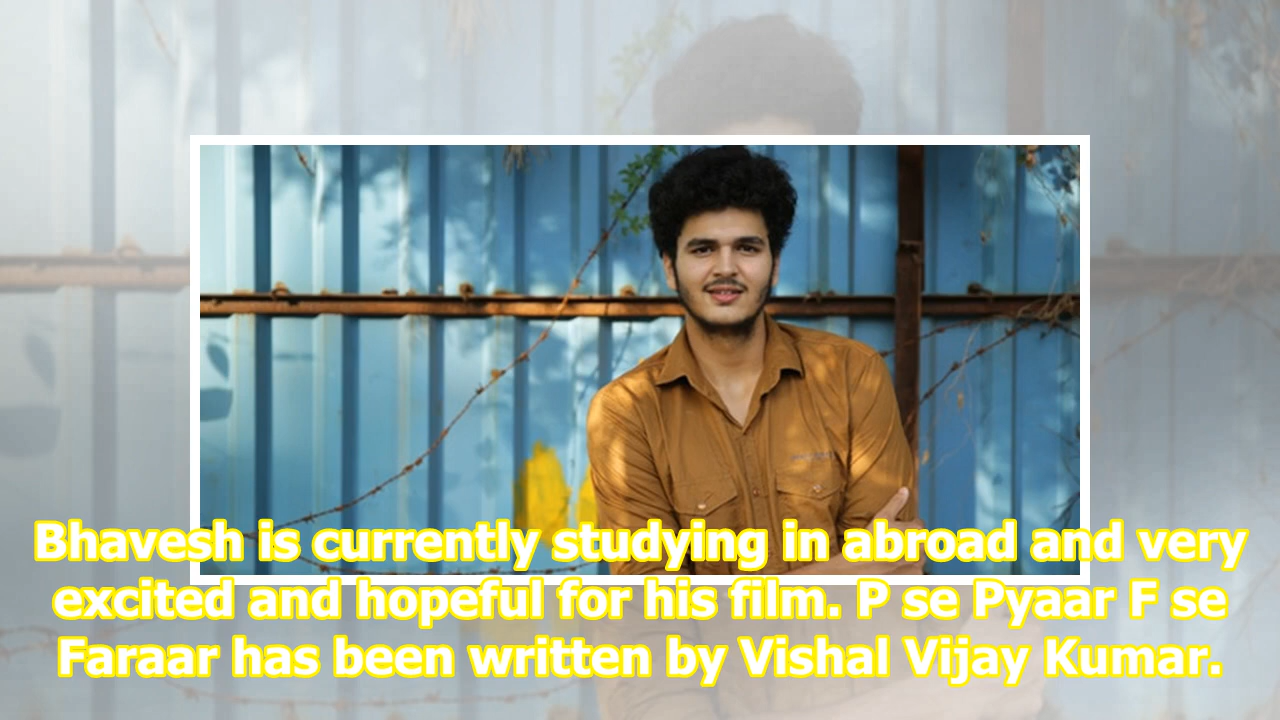 Bhavesh is currently studying in abroad and very
excited and hopeful for his film. P se Pyaar F se
Faraar has been written by Vishal Vijay Kumar.